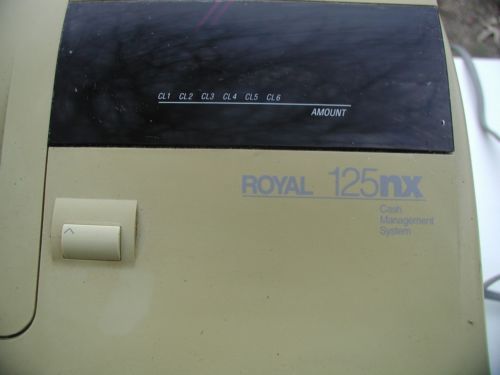 CL1 CL2 CL3 CL4 CL5 CL6
AMOUNT
ROYAL 125nx
Cash
Management
System